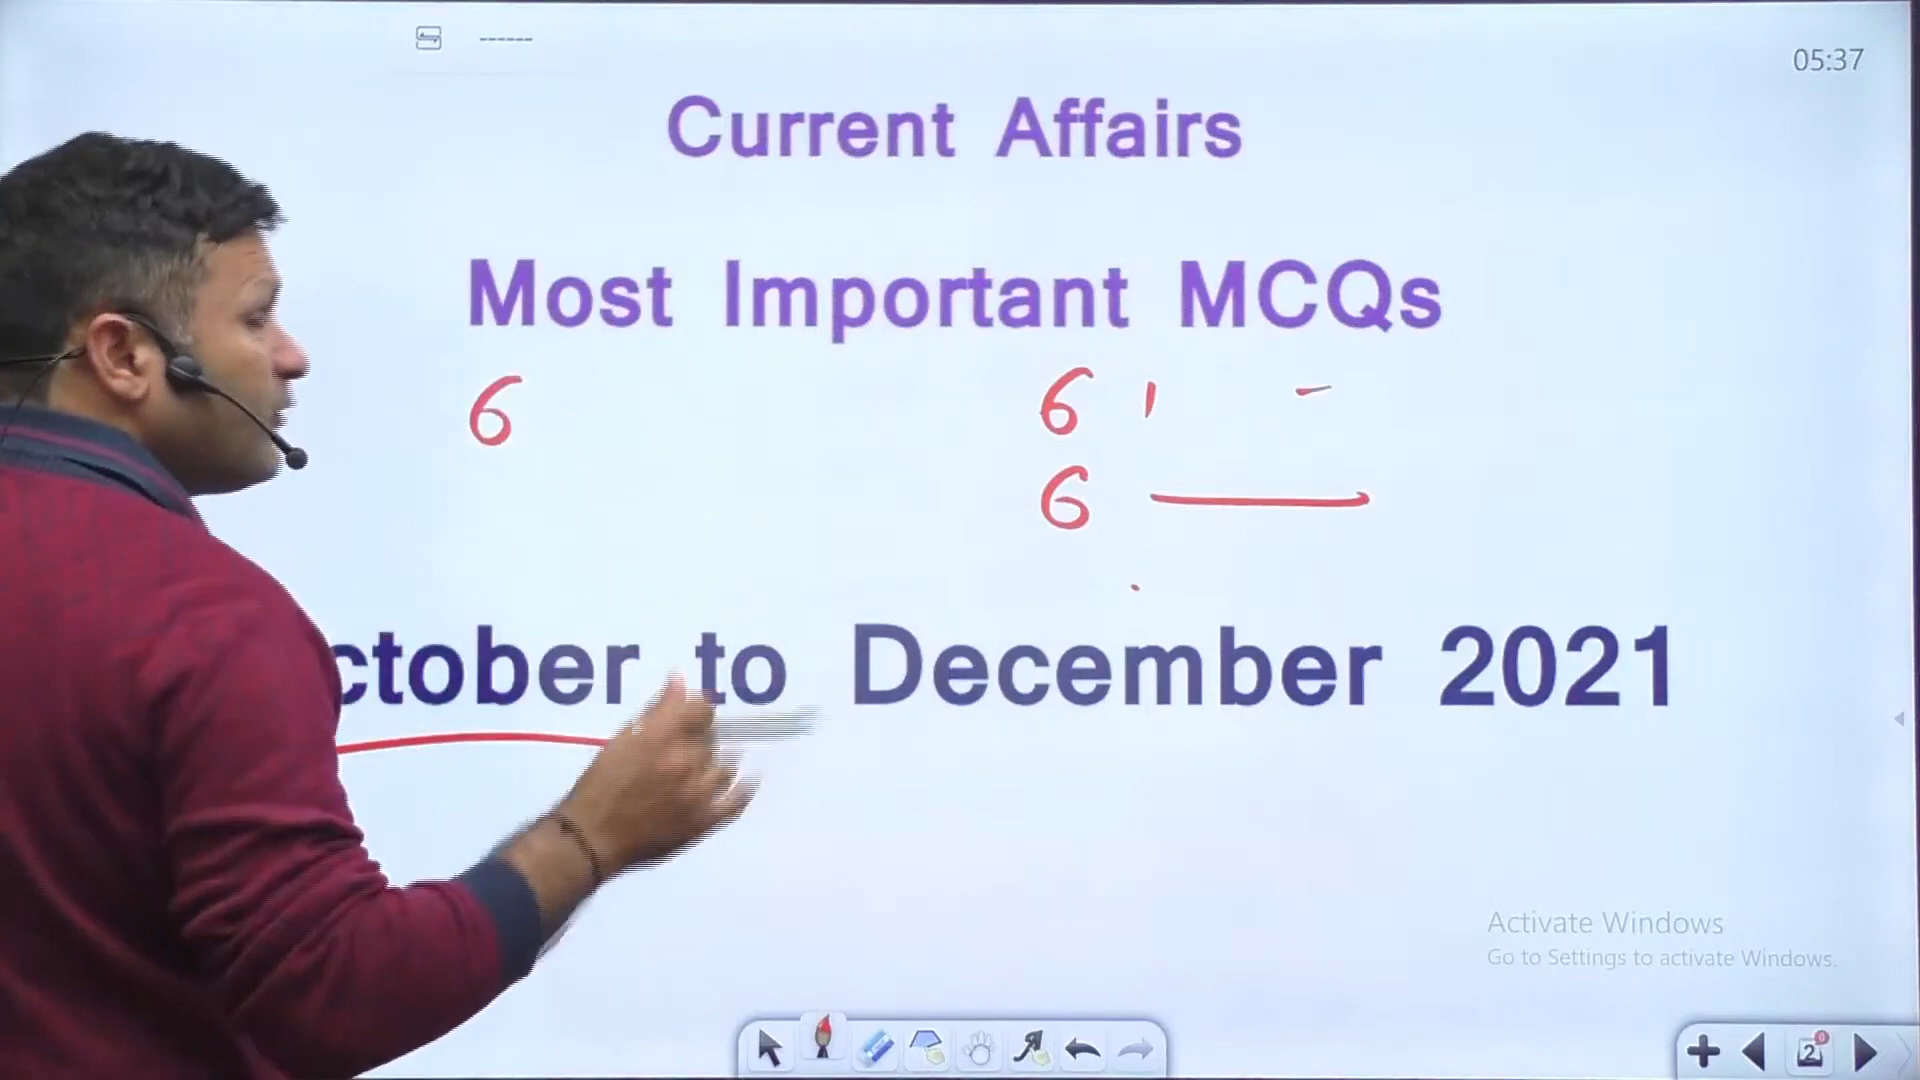 ------
05:37
Current Affairs
Most Important MCQs
6 6 ' -
6 —
ctober to December 2021
Activate Windows
Go to Settings to activate Windows.
2